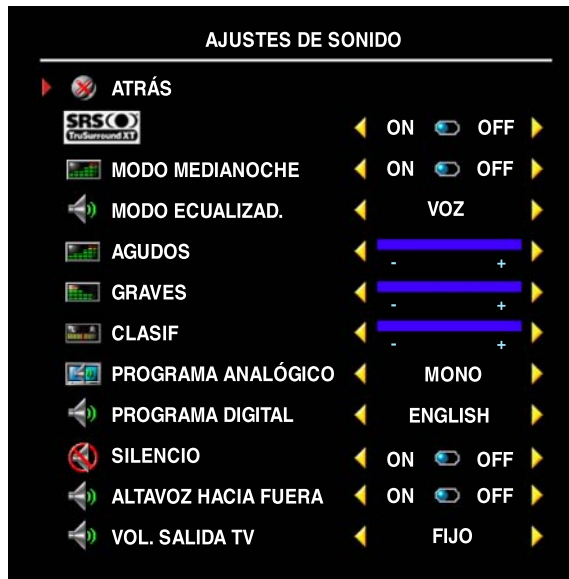 AJUSTES DE SONIDO
ATRÁS
SRS TruSurround XT ON OFF
MODO MEDIANOCHE ON OFF
MODO ECUALIZAD. VOZ
AGUDOS - +
GRAVES - +
CLASIF - +
PROGRAMA ANALÓGICO MONO
PROGRAMA DIGITAL ENGLISH
SILENCIO ON OFF
ALTAVOZ HACIA FUERA ON OFF
VOL. SALIDA TV FIJO